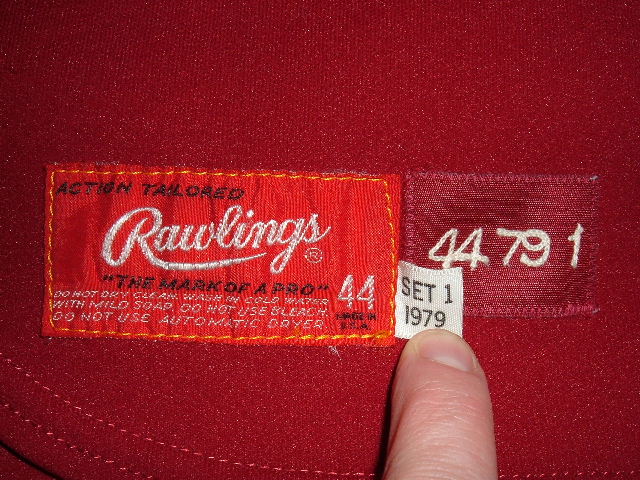 ACTION TAILORED
Rawlings ®
"THE MARK OF A PRO" 44
DO NOT DRY CLEAN. WASH IN COLD WATER
WITH MILD SOAP. DO NOT USE BLEACH.
DO NOT USE AUTOMATIC DRYER
MADE IN
U.S.A.
SET 1
1979
44 79 1